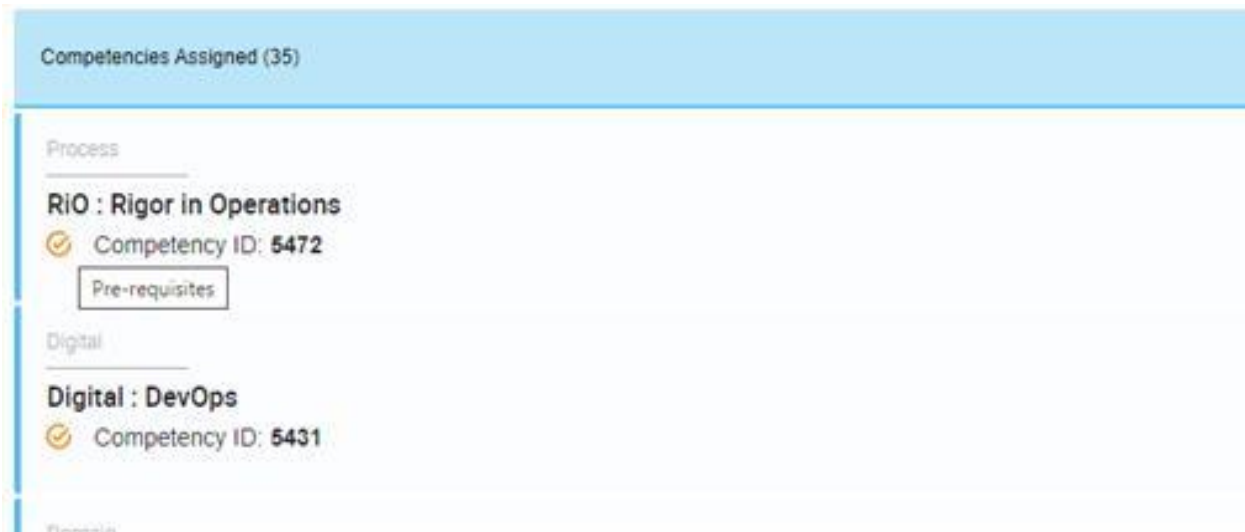 Competencies Assigned (35)
Process
RiO : Rigor in Operations
Competency ID: 5472
Pre-requisites
Digital
Digital : DevOps
Competency ID: 5431